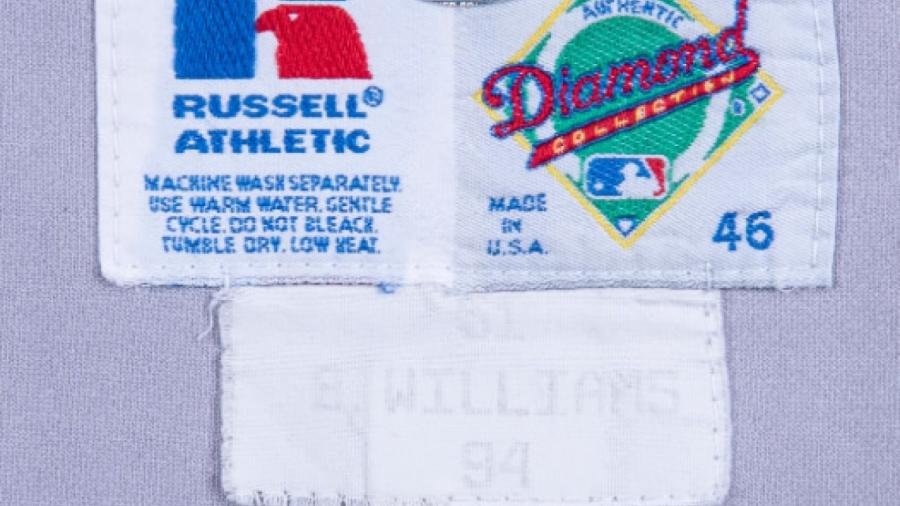 RUSSELL®
ATHLETIC
MACHINE WASH SEPARATELY.
USE WARM WATER. GENTLE
CYCLE. DO NOT BLEACH.
TUMBLE DRY. LOW HEAT.
AUTHENTIC
Diamond
COLLECTION
MADE
IN
U.S.A.
46
WILLIAMS
94